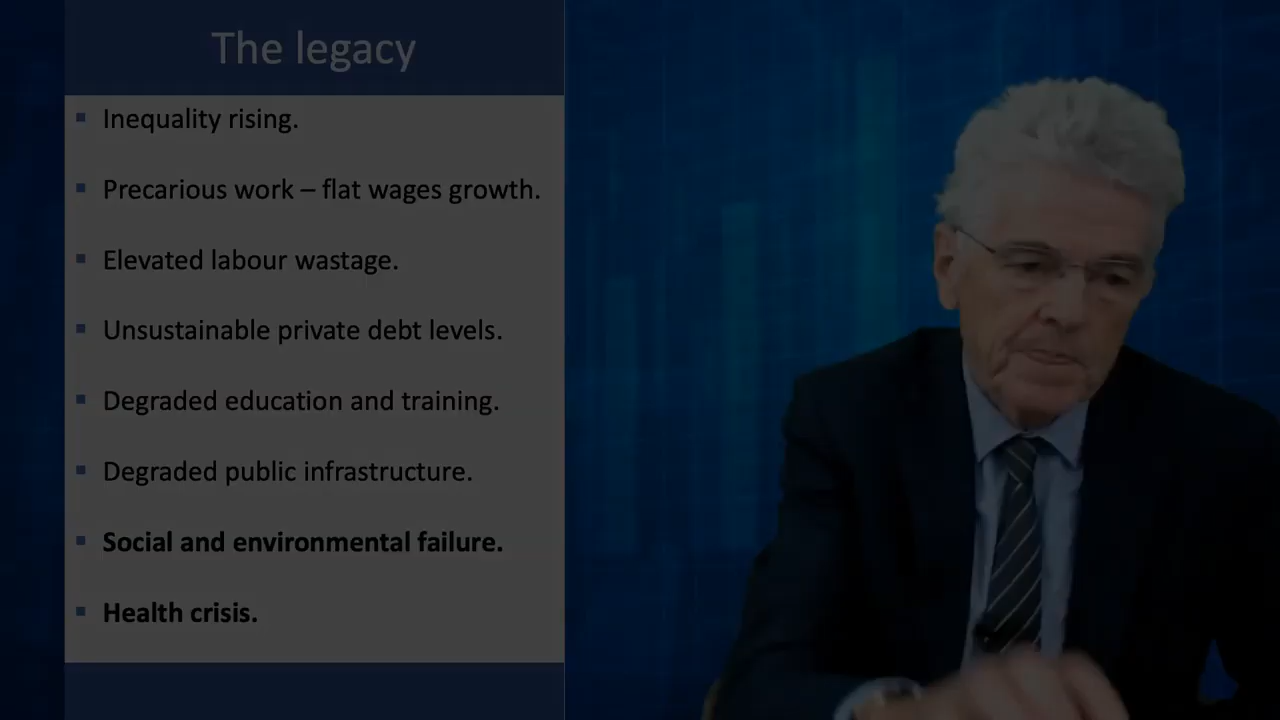 The legacy
Inequality rising.
Precarious work – flat wages growth.
Elevated labour wastage.
Unsustainable private debt levels.
Degraded education and training.
Degraded public infrastructure.
Social and environmental failure.
Health crisis.